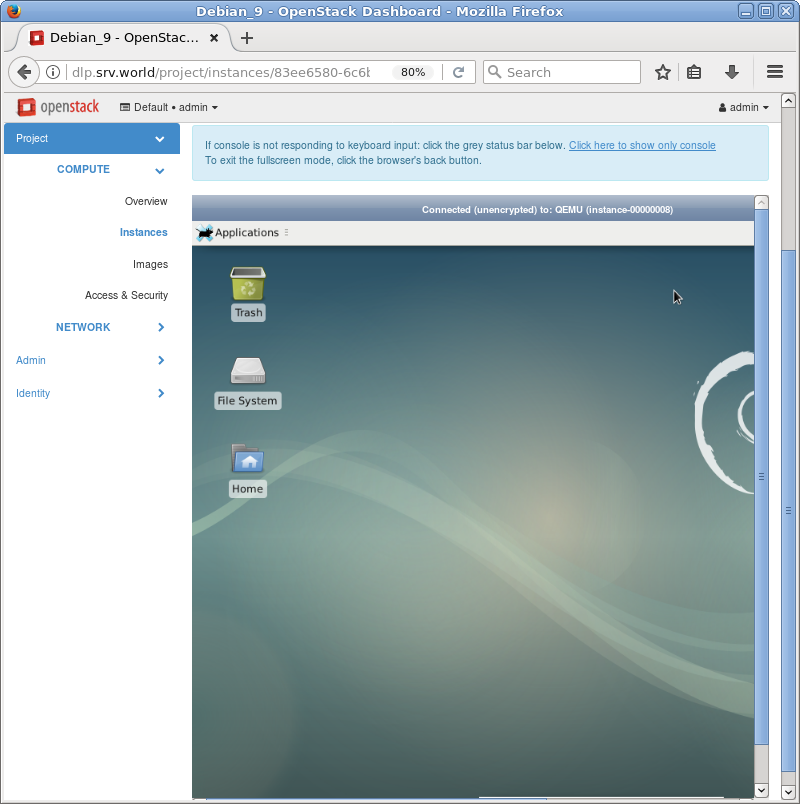 Debian_9 - OpenStack Dashboard - Mozilla Firefox
Debian_9 - OpenStac...
dlp.srv.world/project/instances/83ee6580-6c6b
80%
Search
openstack
Default • admin
admin
Project
COMPUTE
Overview
Instances
Images
Access & Security
NETWORK
Admin
Identity
If console is not responding to keyboard input: click the grey status bar below. Click here to show only console
To exit the fullscreen mode, click the browser's back button.
Connected (unencrypted) to: QEMU (instance-00000008)
Applications
Trash
File System
Home